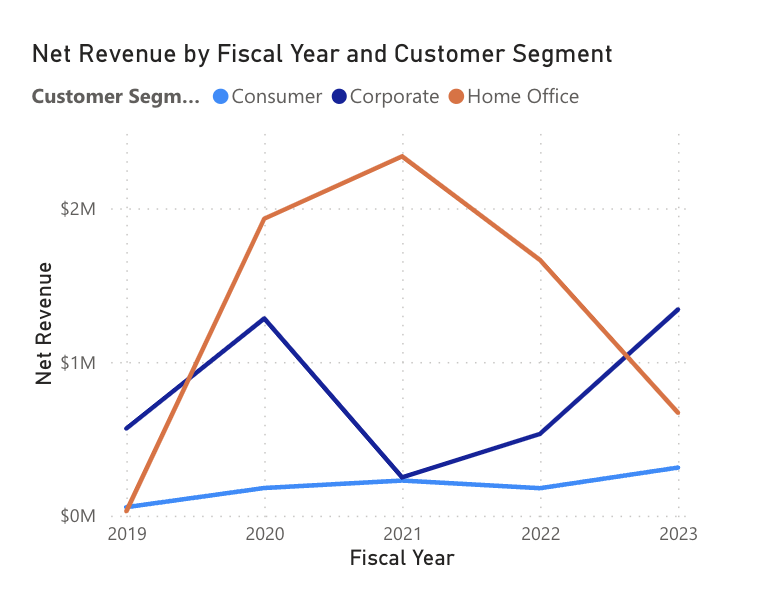 Net Revenue by Fiscal Year and Customer Segment
Customer Segm... Consumer Corporate Home Office
$2M
$1M
$0M
Net Revenue
2019 2020 2021 2022 2023
Fiscal Year